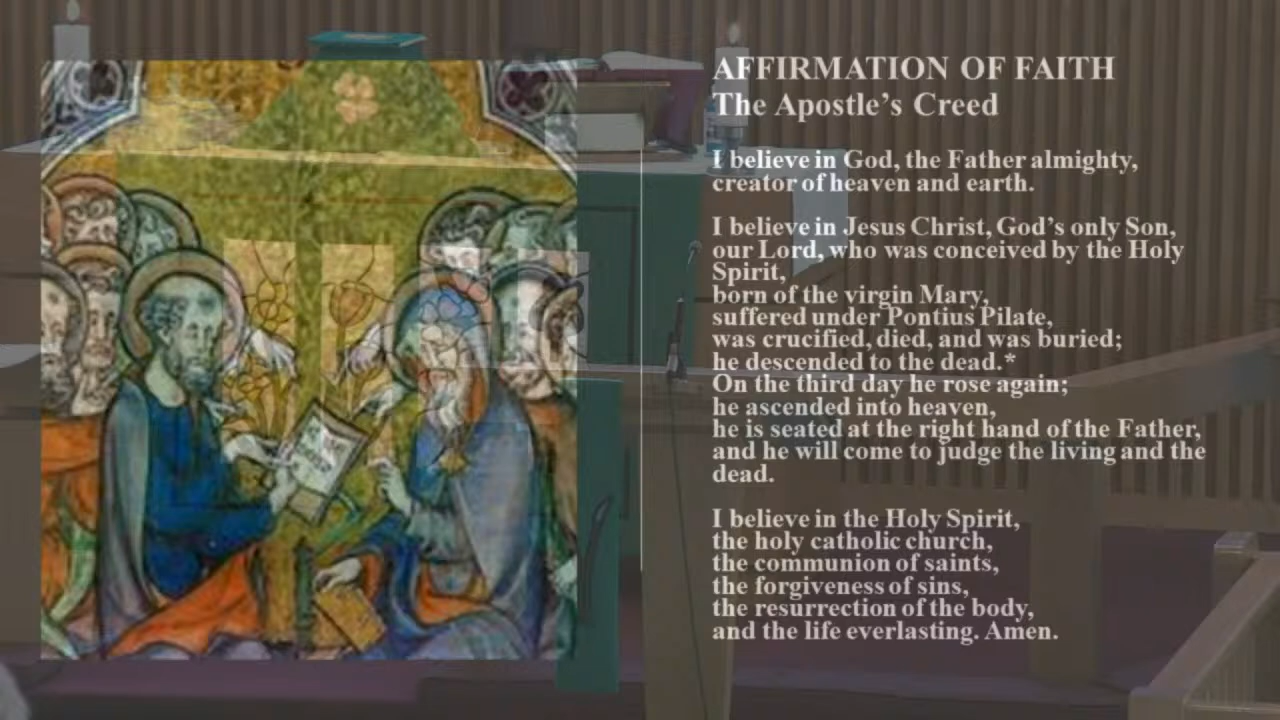 AFFIRMATION OF FAITH
The Apostle’s Creed
I believe in God, the Father almighty,
creator of heaven and earth.
I believe in Jesus Christ, God’s only Son,
our Lord, who was conceived by the Holy
Spirit,
born of the virgin Mary,
suffered under Pontius Pilate,
was crucified, died, and was buried;
he descended to the dead.*
On the third day he rose again;
he ascended into heaven,
he is seated at the right hand of the Father,
and he will come to judge the living and the
dead.
I believe in the Holy Spirit,
the holy catholic church,
the communion of saints,
the forgiveness of sins,
the resurrection of the body,
and the life everlasting. Amen.